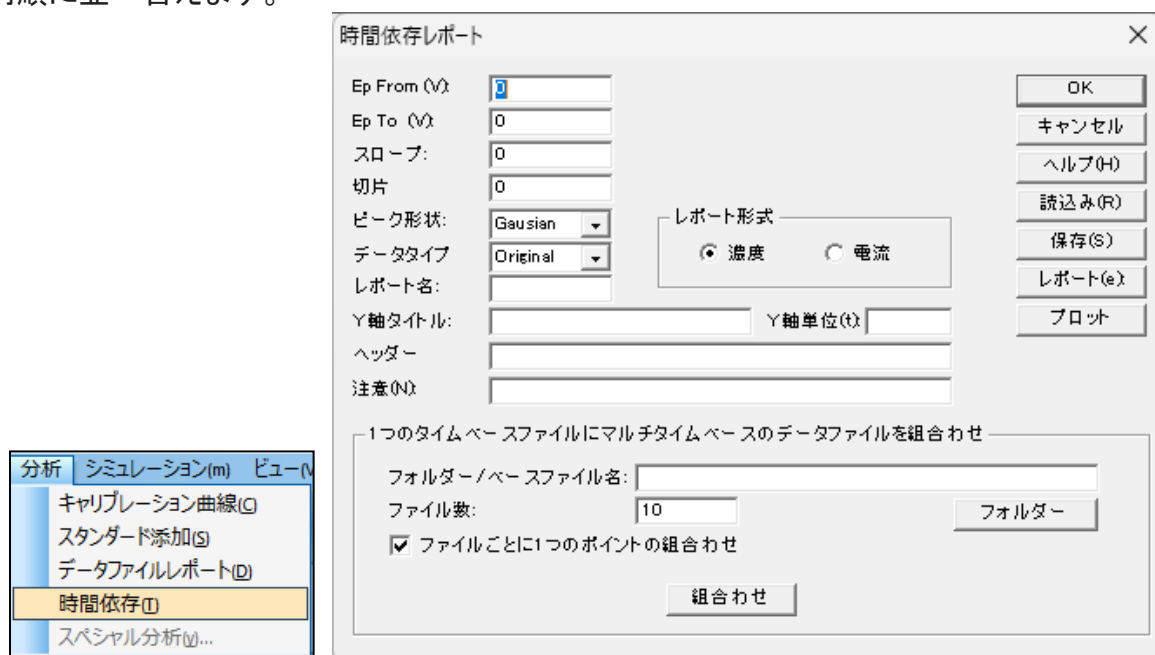 時間依存レポート
Ep From (V):
0
OK
Ep To (V):
0
キャンセル
スロープ:
0
ヘルプ(H)
切片
0
読込み(R)
ピーク形状:
Gausian
レポート形式
濃度
電流
保存(S)
データタイプ
Original
レポート名:
レポート(e):
Y軸タイトル:
Y軸単位(t):
プロット
ヘッダー
注意(N):
1つのタイムベースファイルにマルチタイムベースのデータファイルを組合わせ
フォルダー/ベースファイル名:
ファイル数:
10
フォルダー
ファイルごとに1つのポイントの組合わせ
組合わせ
分析 シミュレーション(m) ビュー(V
キャリブレーション曲線(C)
スタンダード添加(S)
データファイルレポート(D)
時間依存(T)
スペシャル分析(y)...